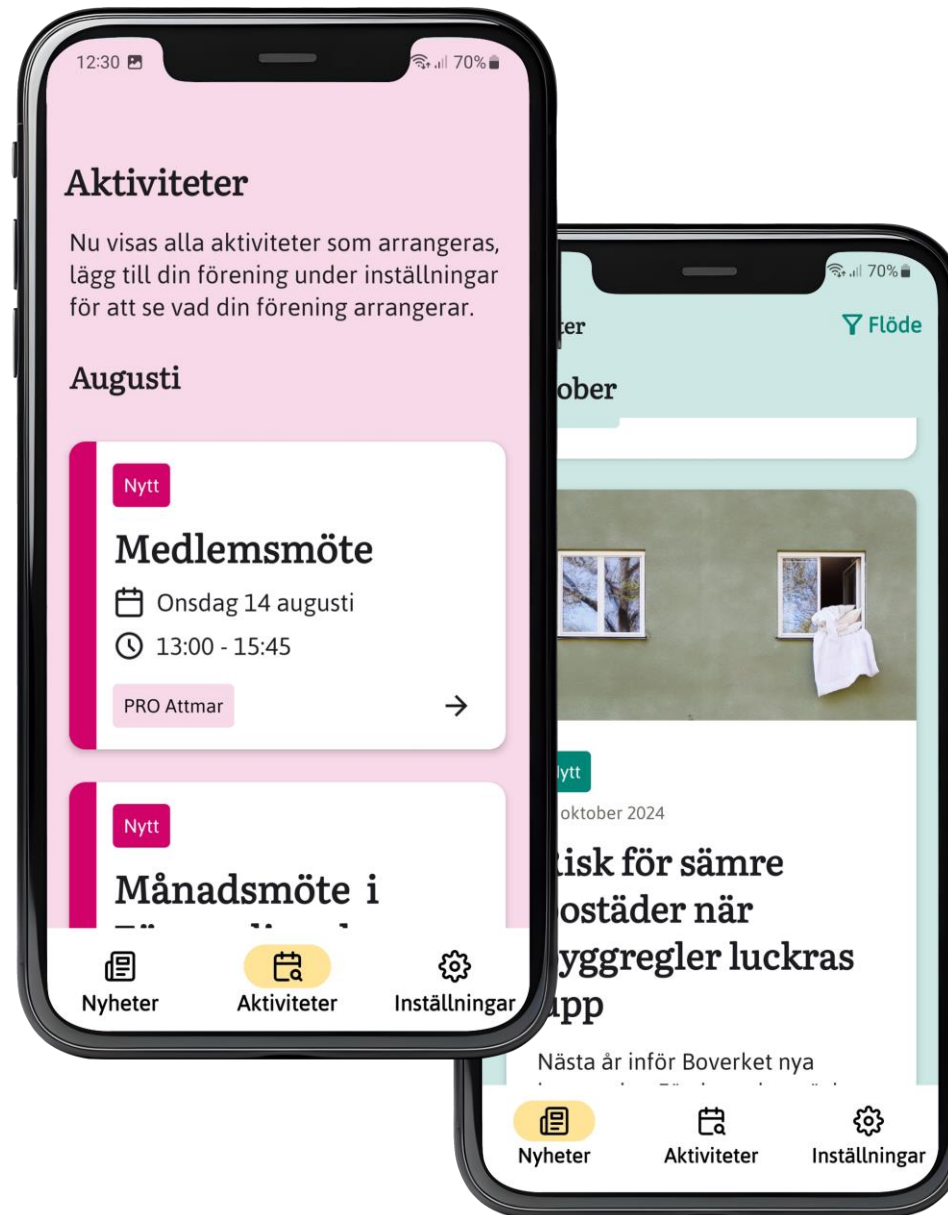 12:30
70%
Aktiviteter
Nu visas alla aktiviteter som arrangeras,
lägg till din förening under inställningar
för att se vad din förening arrangerar.
Augusti
Nytt
Medlemsmöte
Onsdag 14 augusti
13:00 - 15:45
PRO Attmar
Nytt
Månadsmöte i
Nyheter
Aktiviteter
Inställningar
70%
ter
Flöde
ober
ytt
oktober 2024
isk för sämre
ostäder när
yggregler luckras
upp
Nästa år inför Boverket nya
Nyheter
Aktiviteter
Inställningar